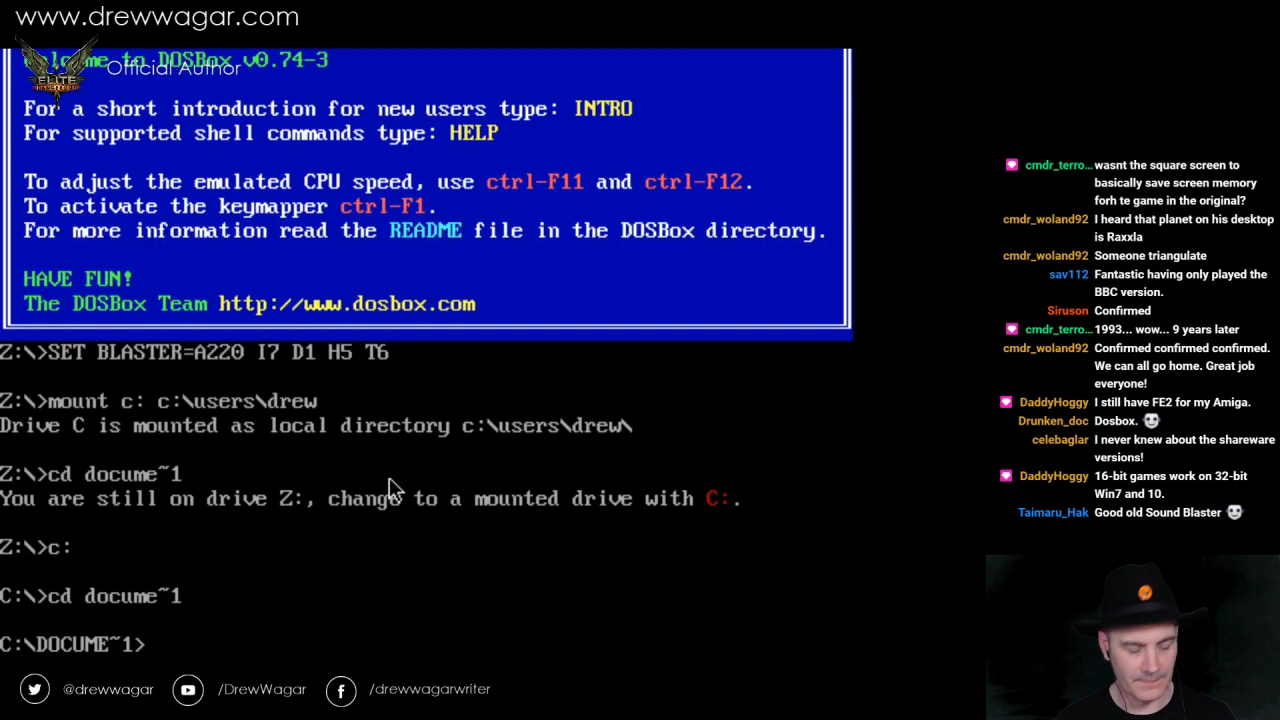 www.drewwagar.com
Welcome to DOSBox v0.74-3
ELITE
DANGEROUS
Official Author
For a short introduction for new users type: INTRO
For supported shell commands type: HELP
To adjust the emulated CPU speed, use ctrl-F11 and ctrl-F12.
To activate the keymapper ctrl-F1.
For more information read the README file in the DOSBox directory.
HAVE FUN!
The DOSBox Team http://www.dosbox.com
Z:\>SET BLASTER=A220 I7 D1 H5 T6
Z:\>mount c: c:\users\drew
Drive C is mounted as local directory c:\users\drew\
Z:\>cd docume~1
You are still on drive Z:, change to a mounted drive with C:.
Z:\>c:
C:\>cd docume~1
C:\DOCUME~1>
cmd_terro... wasnt the square screen to
basically save screen memory
forh te game in the original?
cmdr_woland92 I heard that planet on his desktop
is Raxxla
cmdr_woland92 Someone triangulate
sav112 Fantastic having only played the
BBC version.
Siruson Confirmed
cmdr_terro... 1993... wow... 9 years later
cmdr_woland92 Confirmed confirmed confirmed.
We can all go home. Great job
everyone!
DaddyHoggy I still have FE2 for my Amiga.
Drunken_doc Dosbox.
celebaglar I never knew about the shareware
versions!
DaddyHoggy 16-bit games work on 32-bit
Win7 and 10.
Taimaru_Hak Good old Sound Blaster
@drewwagar
/DrewWagar
/drewwagarwriter